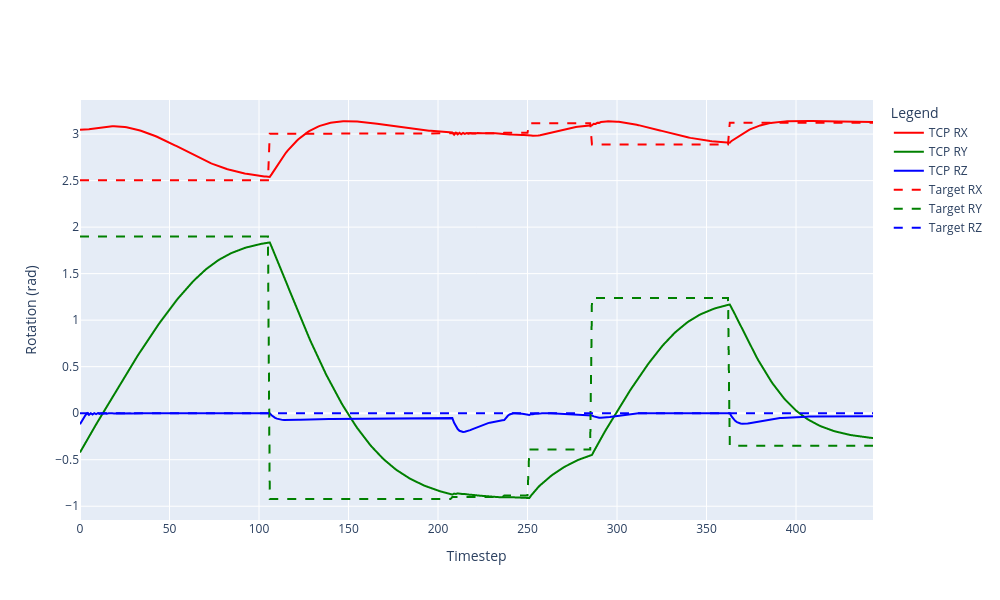 3
2.5
2
1.5
1
0.5
0
−0.5
−1
Rotation (rad)
0 50 100 150 200 250 300 350 400
Timestep
Legend
TCP RX
TCP RY
TCP RZ
Target RX
Target RY
Target RZ